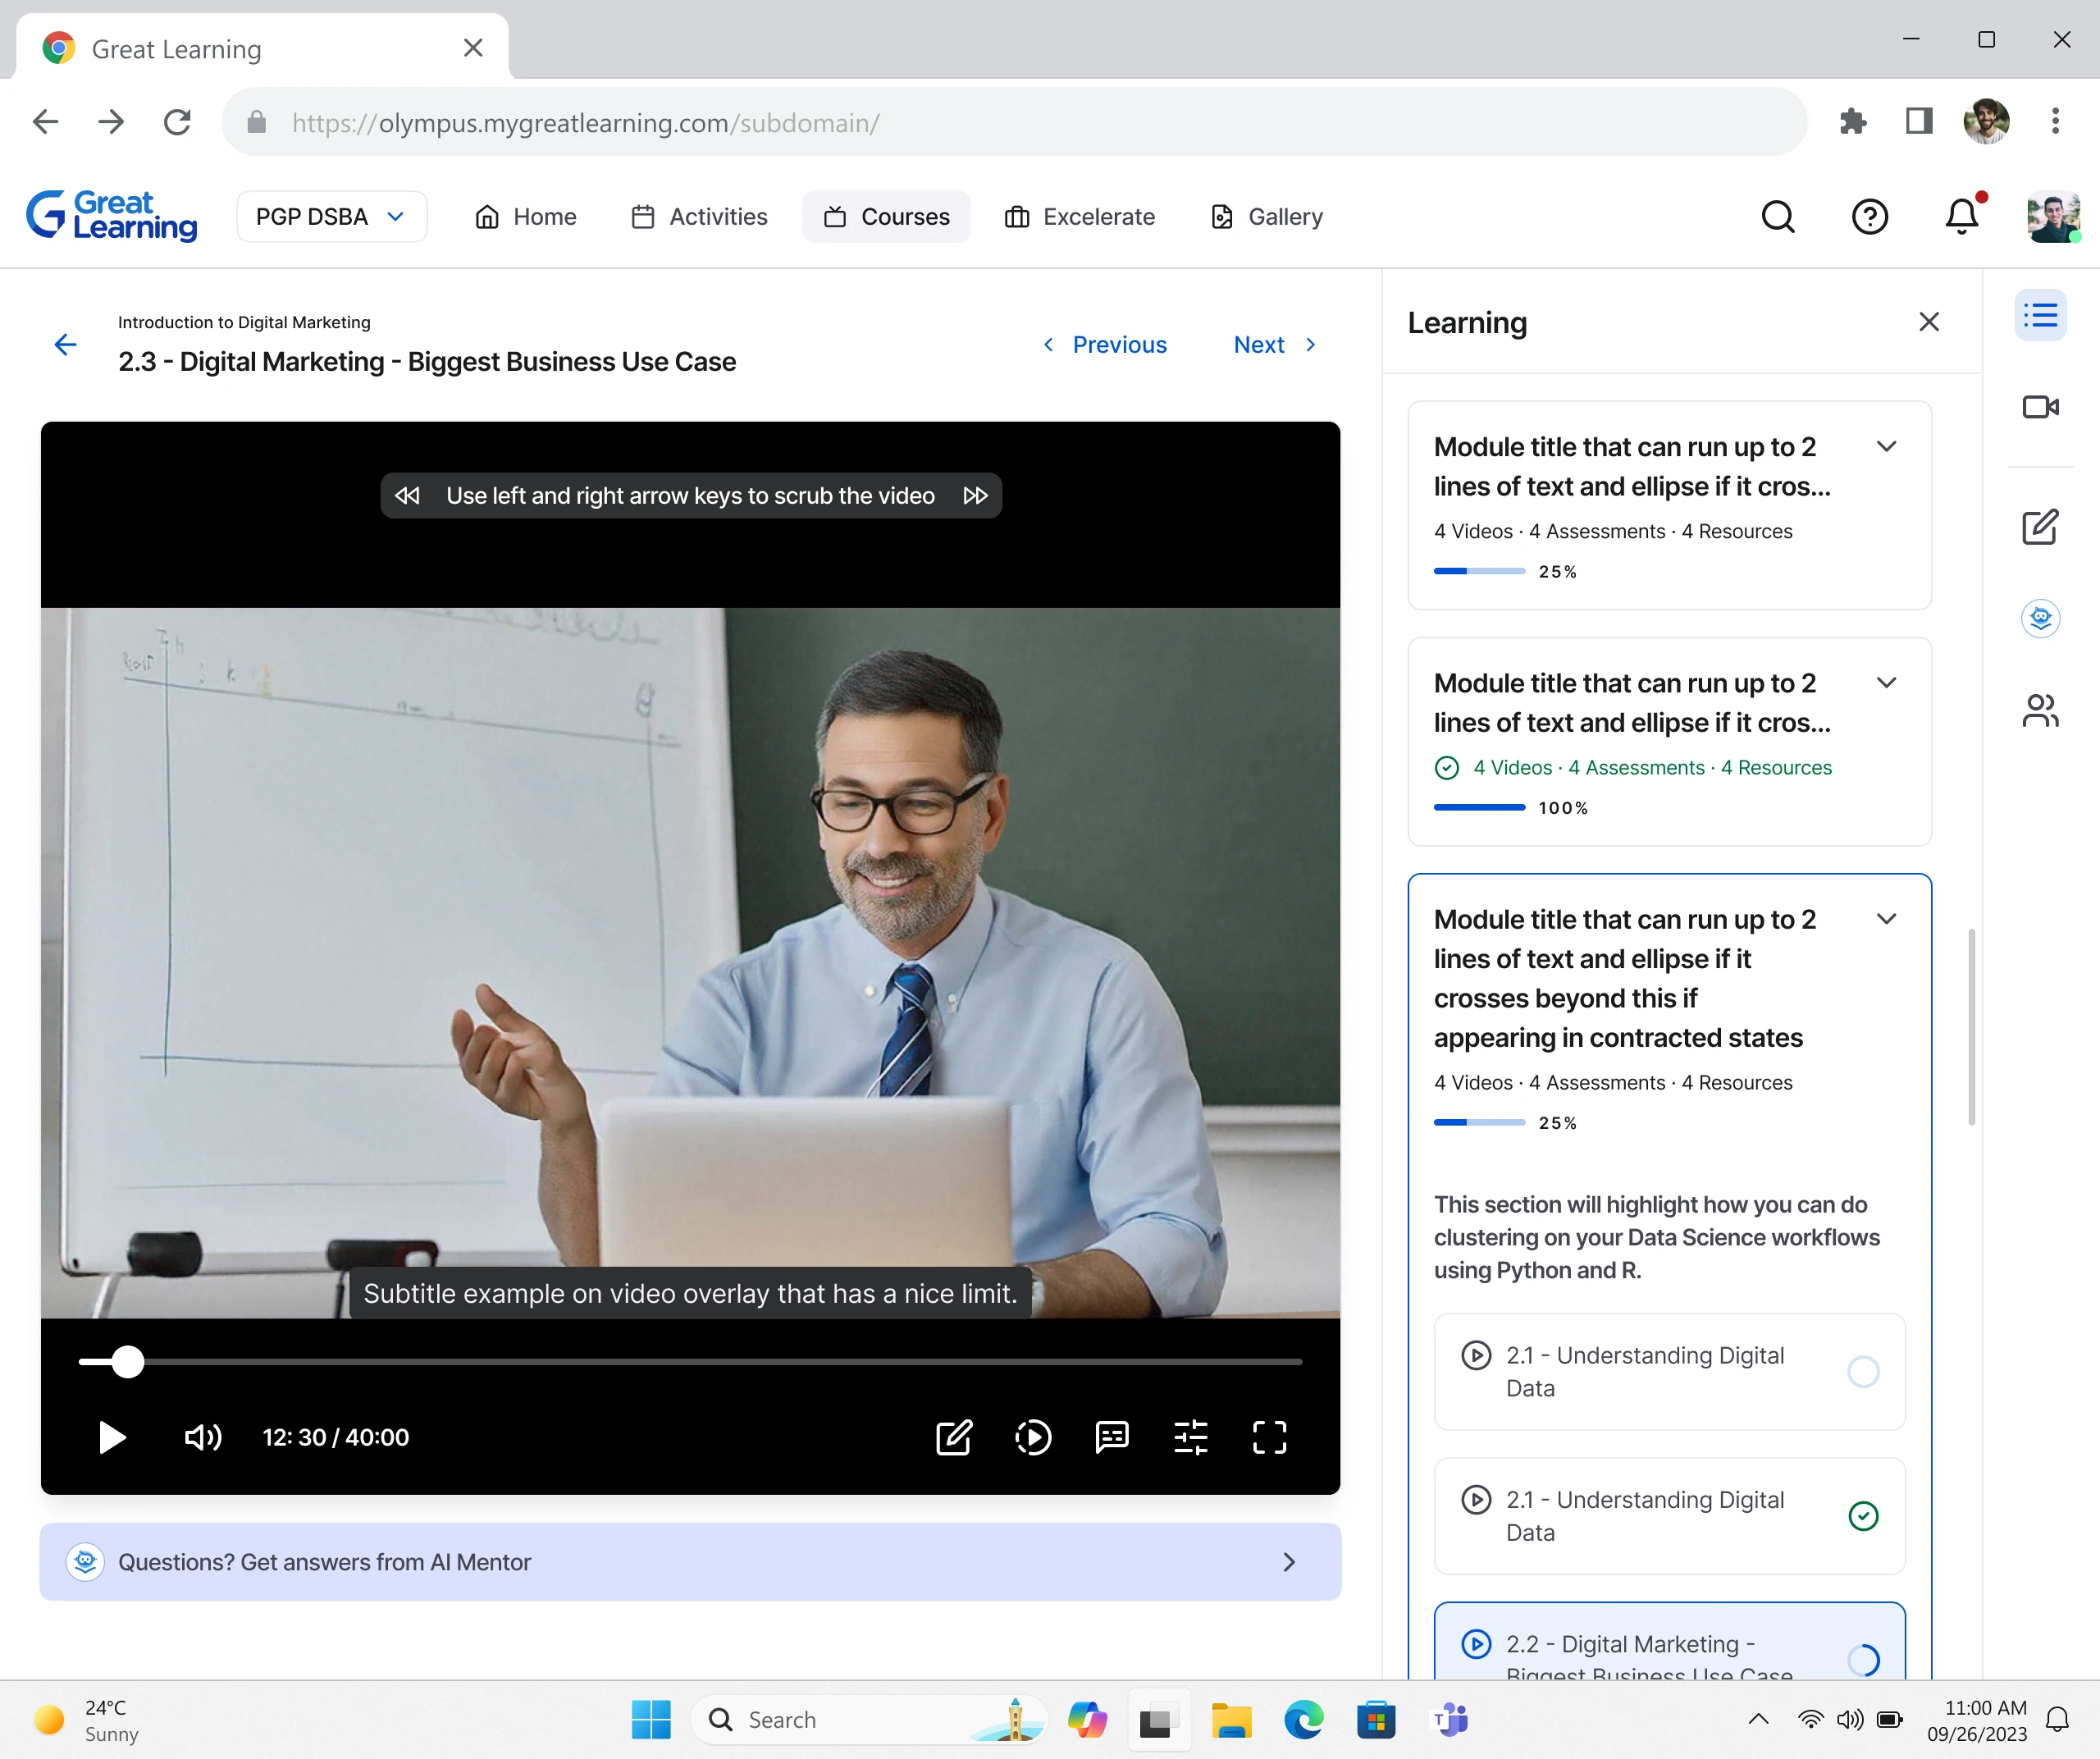 Great Learning
https://olympus.mygreatlearning.com/subdomain/
Great Learning
PGP DSBA
Home
Activities
Courses
Excelerate
Gallery
Introduction to Digital Marketing
2.3 - Digital Marketing - Biggest Business Use Case
Previous
Next
Use left and right arrow keys to scrub the video
Subtitle example on video overlay that has a nice limit.
12: 30 / 40:00
Questions? Get answers from AI Mentor
Learning
Module title that can run up to 2
lines of text and ellipse if it cros...
4 Videos · 4 Assessments · 4 Resources
25%
Module title that can run up to 2
lines of text and ellipse if it cros...
4 Videos · 4 Assessments · 4 Resources
100%
Module title that can run up to 2
lines of text and ellipse if it
crosses beyond this if
appearing in contracted states
4 Videos · 4 Assessments · 4 Resources
25%
This section will highlight how you can do
clustering on your Data Science workflows
using Python and R.
2.1 - Understanding Digital
Data
2.1 - Understanding Digital
Data
2.2 - Digital Marketing -
Biggest Business Use Case
24°C
Sunny
Search
T
11:00 AM
09/26/2023